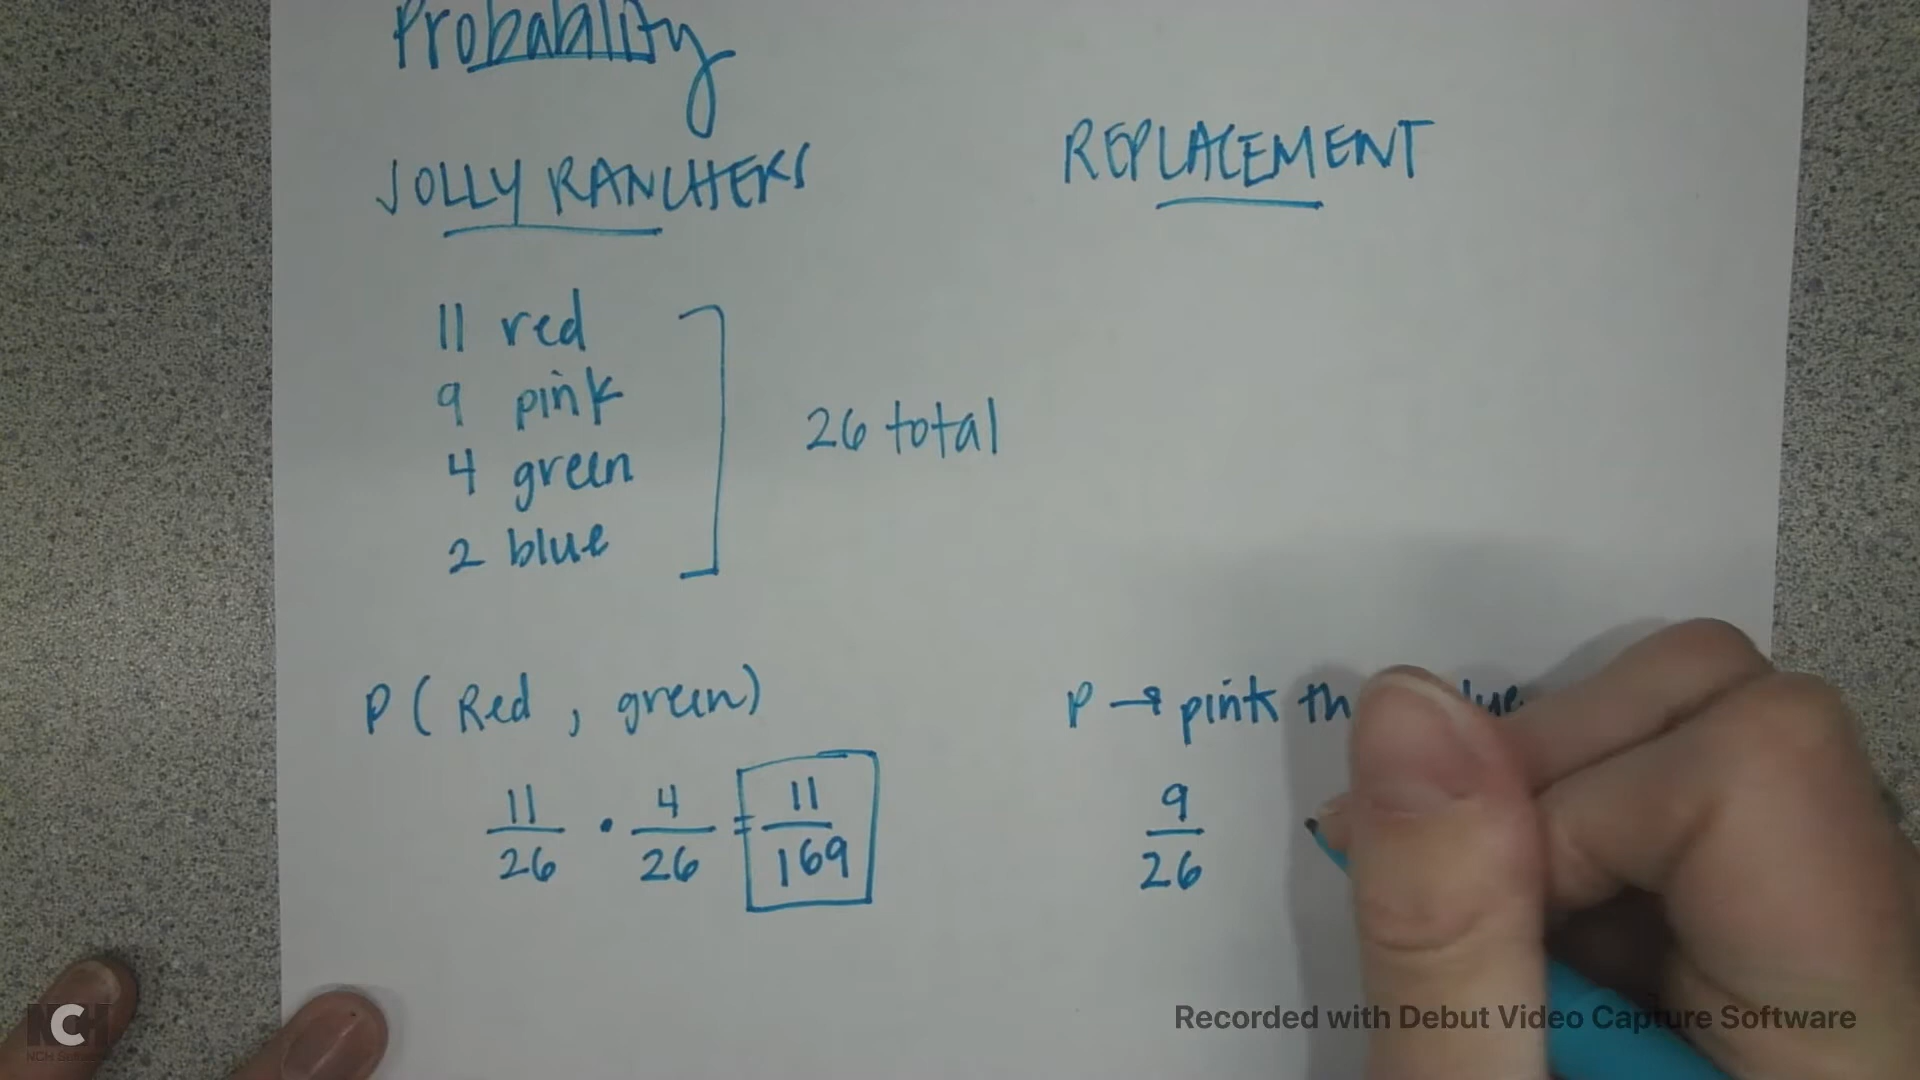 Probability
JOLLY RANCHERS
REPLACEMENT
11 red
9 pink
4 green
2 blue
26 total
P ( Red , green)
11/26 • 4/26 = 11/169
P → pink
9/26
NCH
Recorded with Debut Video Capture Software